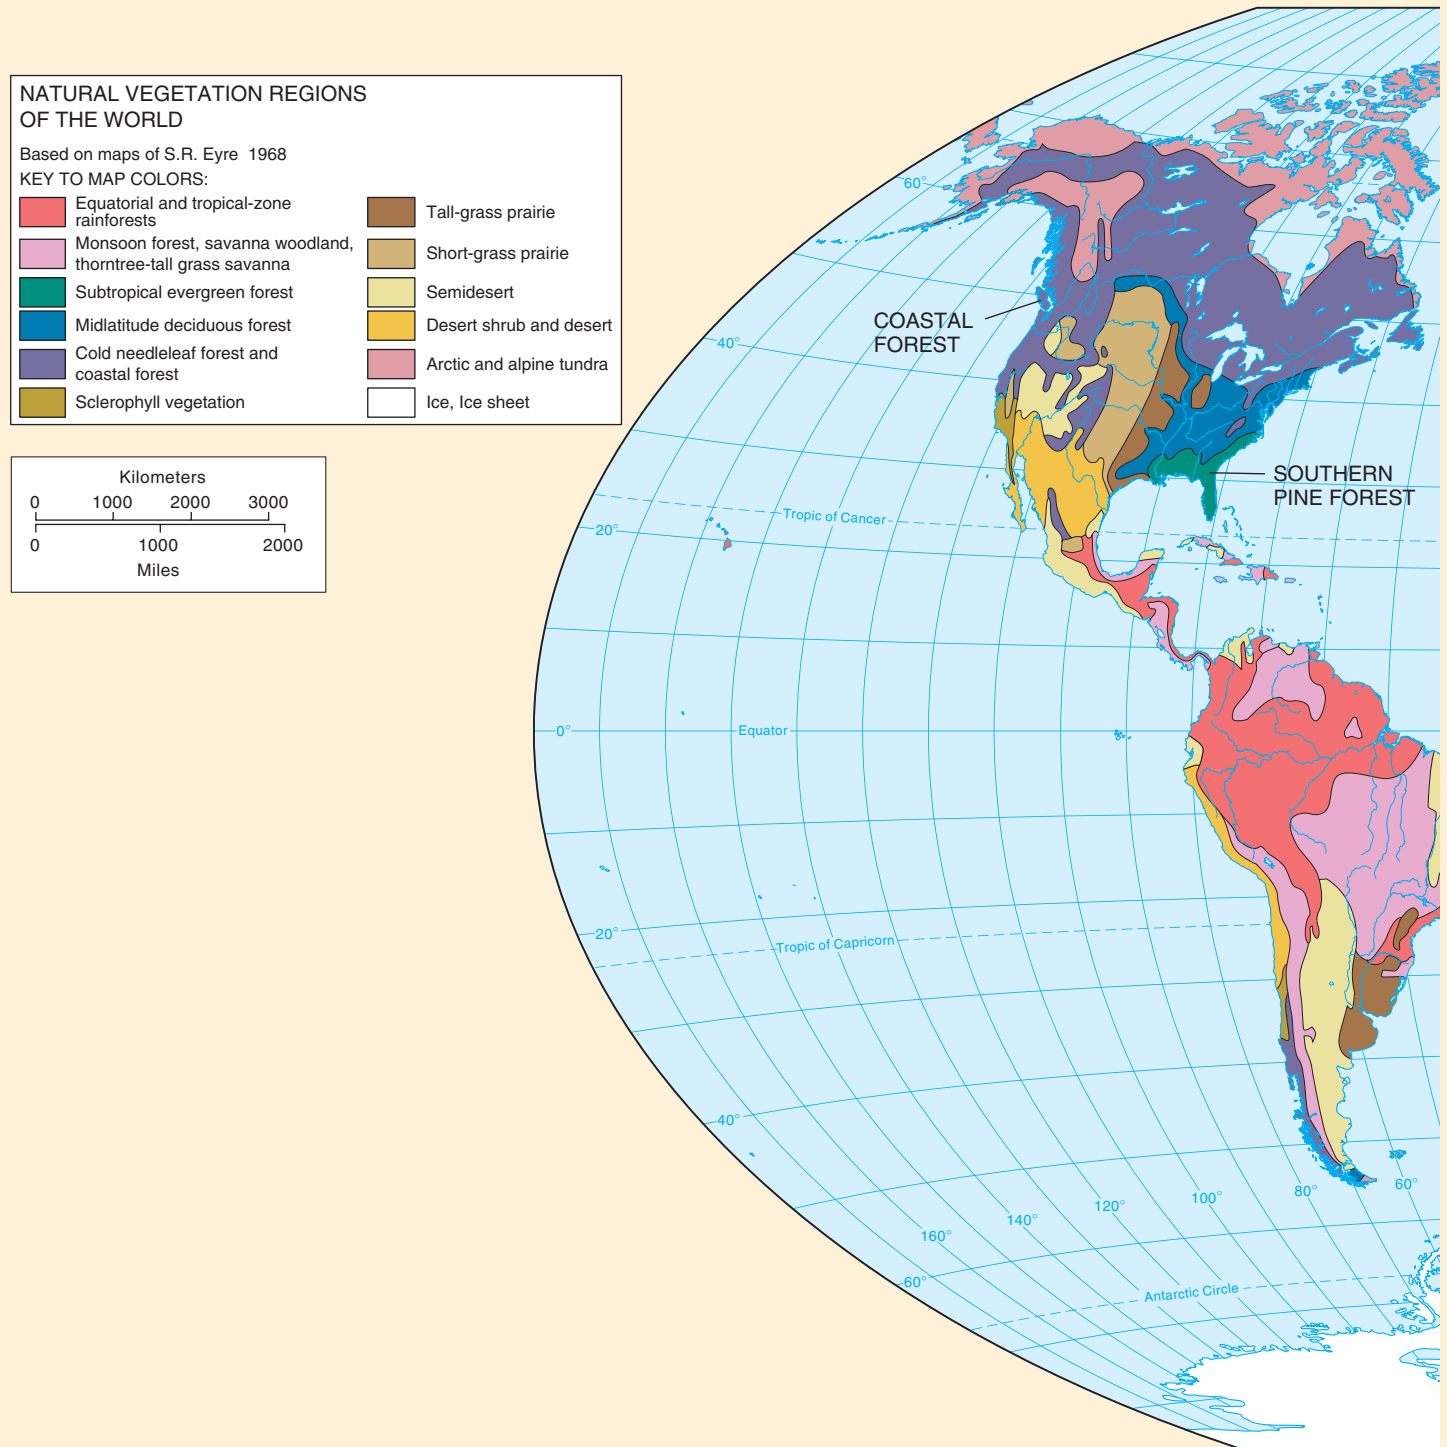 NATURAL VEGETATION REGIONS
OF THE WORLD
Based on maps of S.R. Eyre 1968
KEY TO MAP COLORS:
Equatorial and tropical-zone
rainforests
Monsoon forest, savanna woodland,
thorntree-tall grass savanna
Subtropical evergreen forest
Midlatitude deciduous forest
Cold needleleaf forest and
coastal forest
Sclerophyll vegetation
Tall-grass prairie
Short-grass prairie
Semidesert
Desert shrub and desert
Arctic and alpine tundra
Ice, Ice sheet
Kilometers
0 1000 2000 3000
0 1000 2000
Miles
60°
COASTAL
FOREST
40°
SOUTHERN
PINE FOREST
Tropic of Cancer
20°
0°
Equator
20°
Tropic of Capricorn
40°
160° 140° 120° 100° 80° 60°
60°
Antarctic Circle